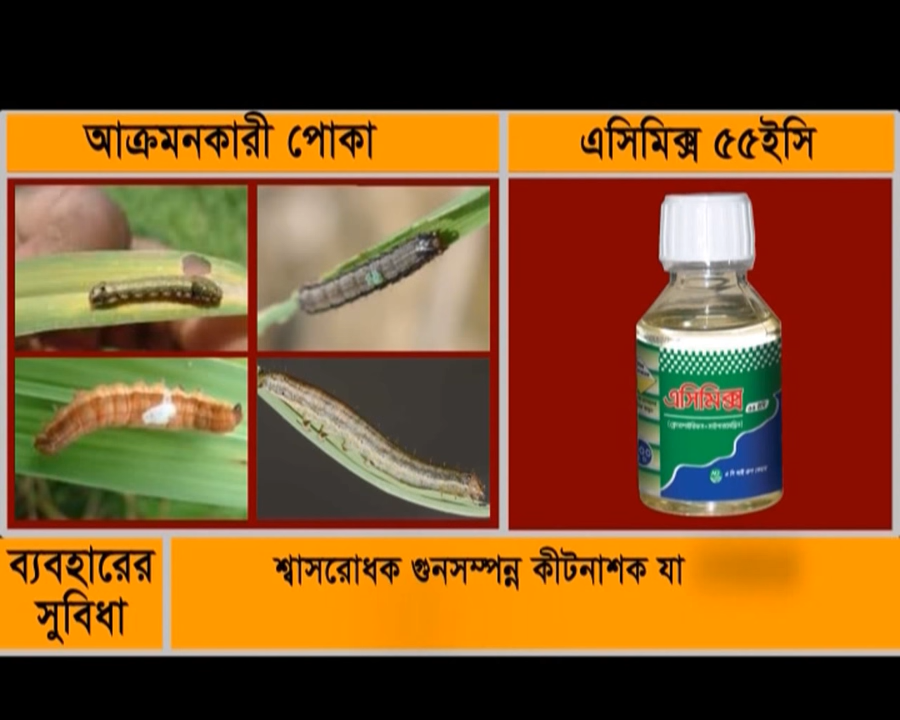 আক্রমনকারী পোকা
এসিমিক্স ৫৫ইসি
এসিমিক্স
ব্যবহারের
সুবিধা
শ্বাসরোধক গুনসম্পন্ন কীটনাশক যা